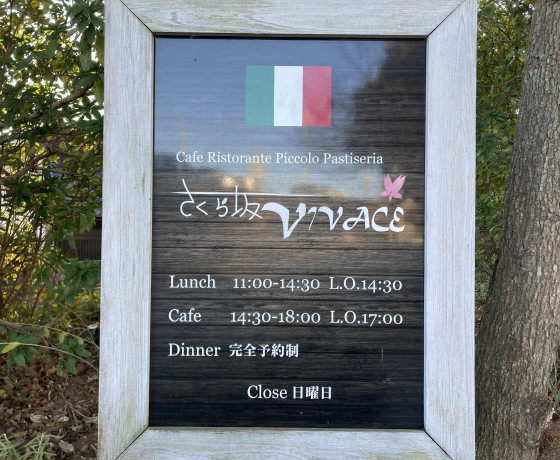 Cafe Ristorante Piccolo Pastiseria
さくら坂 VIVACE
Lunch 11:00-14:30 L.O.14:30
Cafe 14:30-18:00 L.O.17:00
Dinner 完全予約制
Close 日曜日